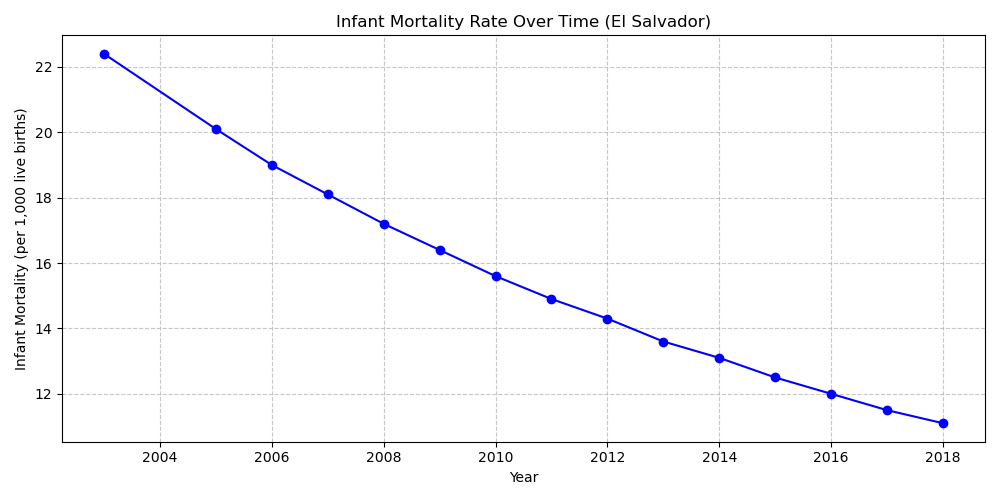 Infant Mortality Rate Over Time (El Salvador)
Infant Mortality (per 1,000 live births)
22
20
18
16
14
12
2004 2006 2008 2010 2012 2014 2016 2018
Year